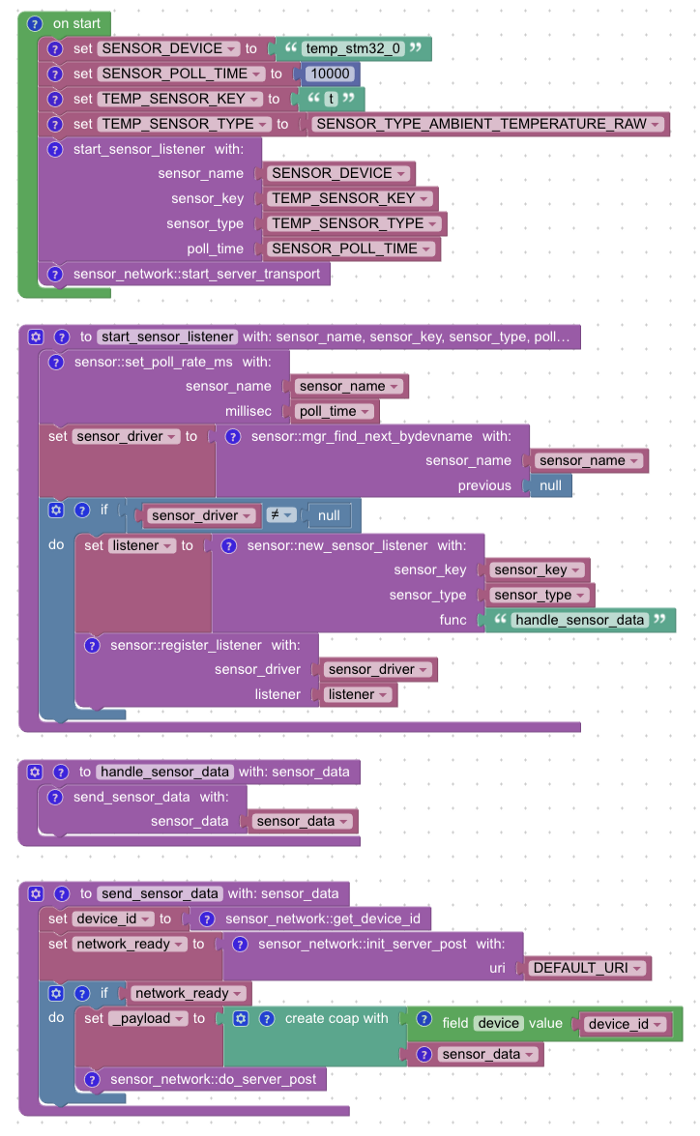 ? on start
? set SENSOR_DEVICE to “ temp_stm32_0 ”
? set SENSOR_POLL_TIME to 10000
? set TEMP_SENSOR_KEY to “ t ”
? set TEMP_SENSOR_TYPE to SENSOR_TYPE_AMBIENT_TEMPERATURE_RAW
? start_sensor_listener with:
sensor_name SENSOR_DEVICE
sensor_key TEMP_SENSOR_KEY
sensor_type TEMP_SENSOR_TYPE
poll_time SENSOR_POLL_TIME
? sensor_network::start_server_transport
? to start_sensor_listener with: sensor_name, sensor_key, sensor_type, poll…
? sensor::set_poll_rate_ms with:
sensor_name sensor_name
millisec poll_time
set sensor_driver to ? sensor::mgr_find_next_bydevname with:
sensor_name sensor_name
previous null
? if sensor_driver ≠ null
do set listener to ? sensor::new_sensor_listener with:
sensor_key sensor_key
sensor_type sensor_type
func “ handle_sensor_data ”
? sensor::register_listener with:
sensor_driver sensor_driver
listener listener
? to handle_sensor_data with: sensor_data
? send_sensor_data with:
sensor_data sensor_data
? to send_sensor_data with: sensor_data
set device_id to ? sensor_network::get_device_id
set network_ready to ? sensor_network::init_server_post with:
uri DEFAULT_URI
? if network_ready
do set _payload to ? create coap with ? field device value device_id
? sensor_data
? sensor_network::do_server_post